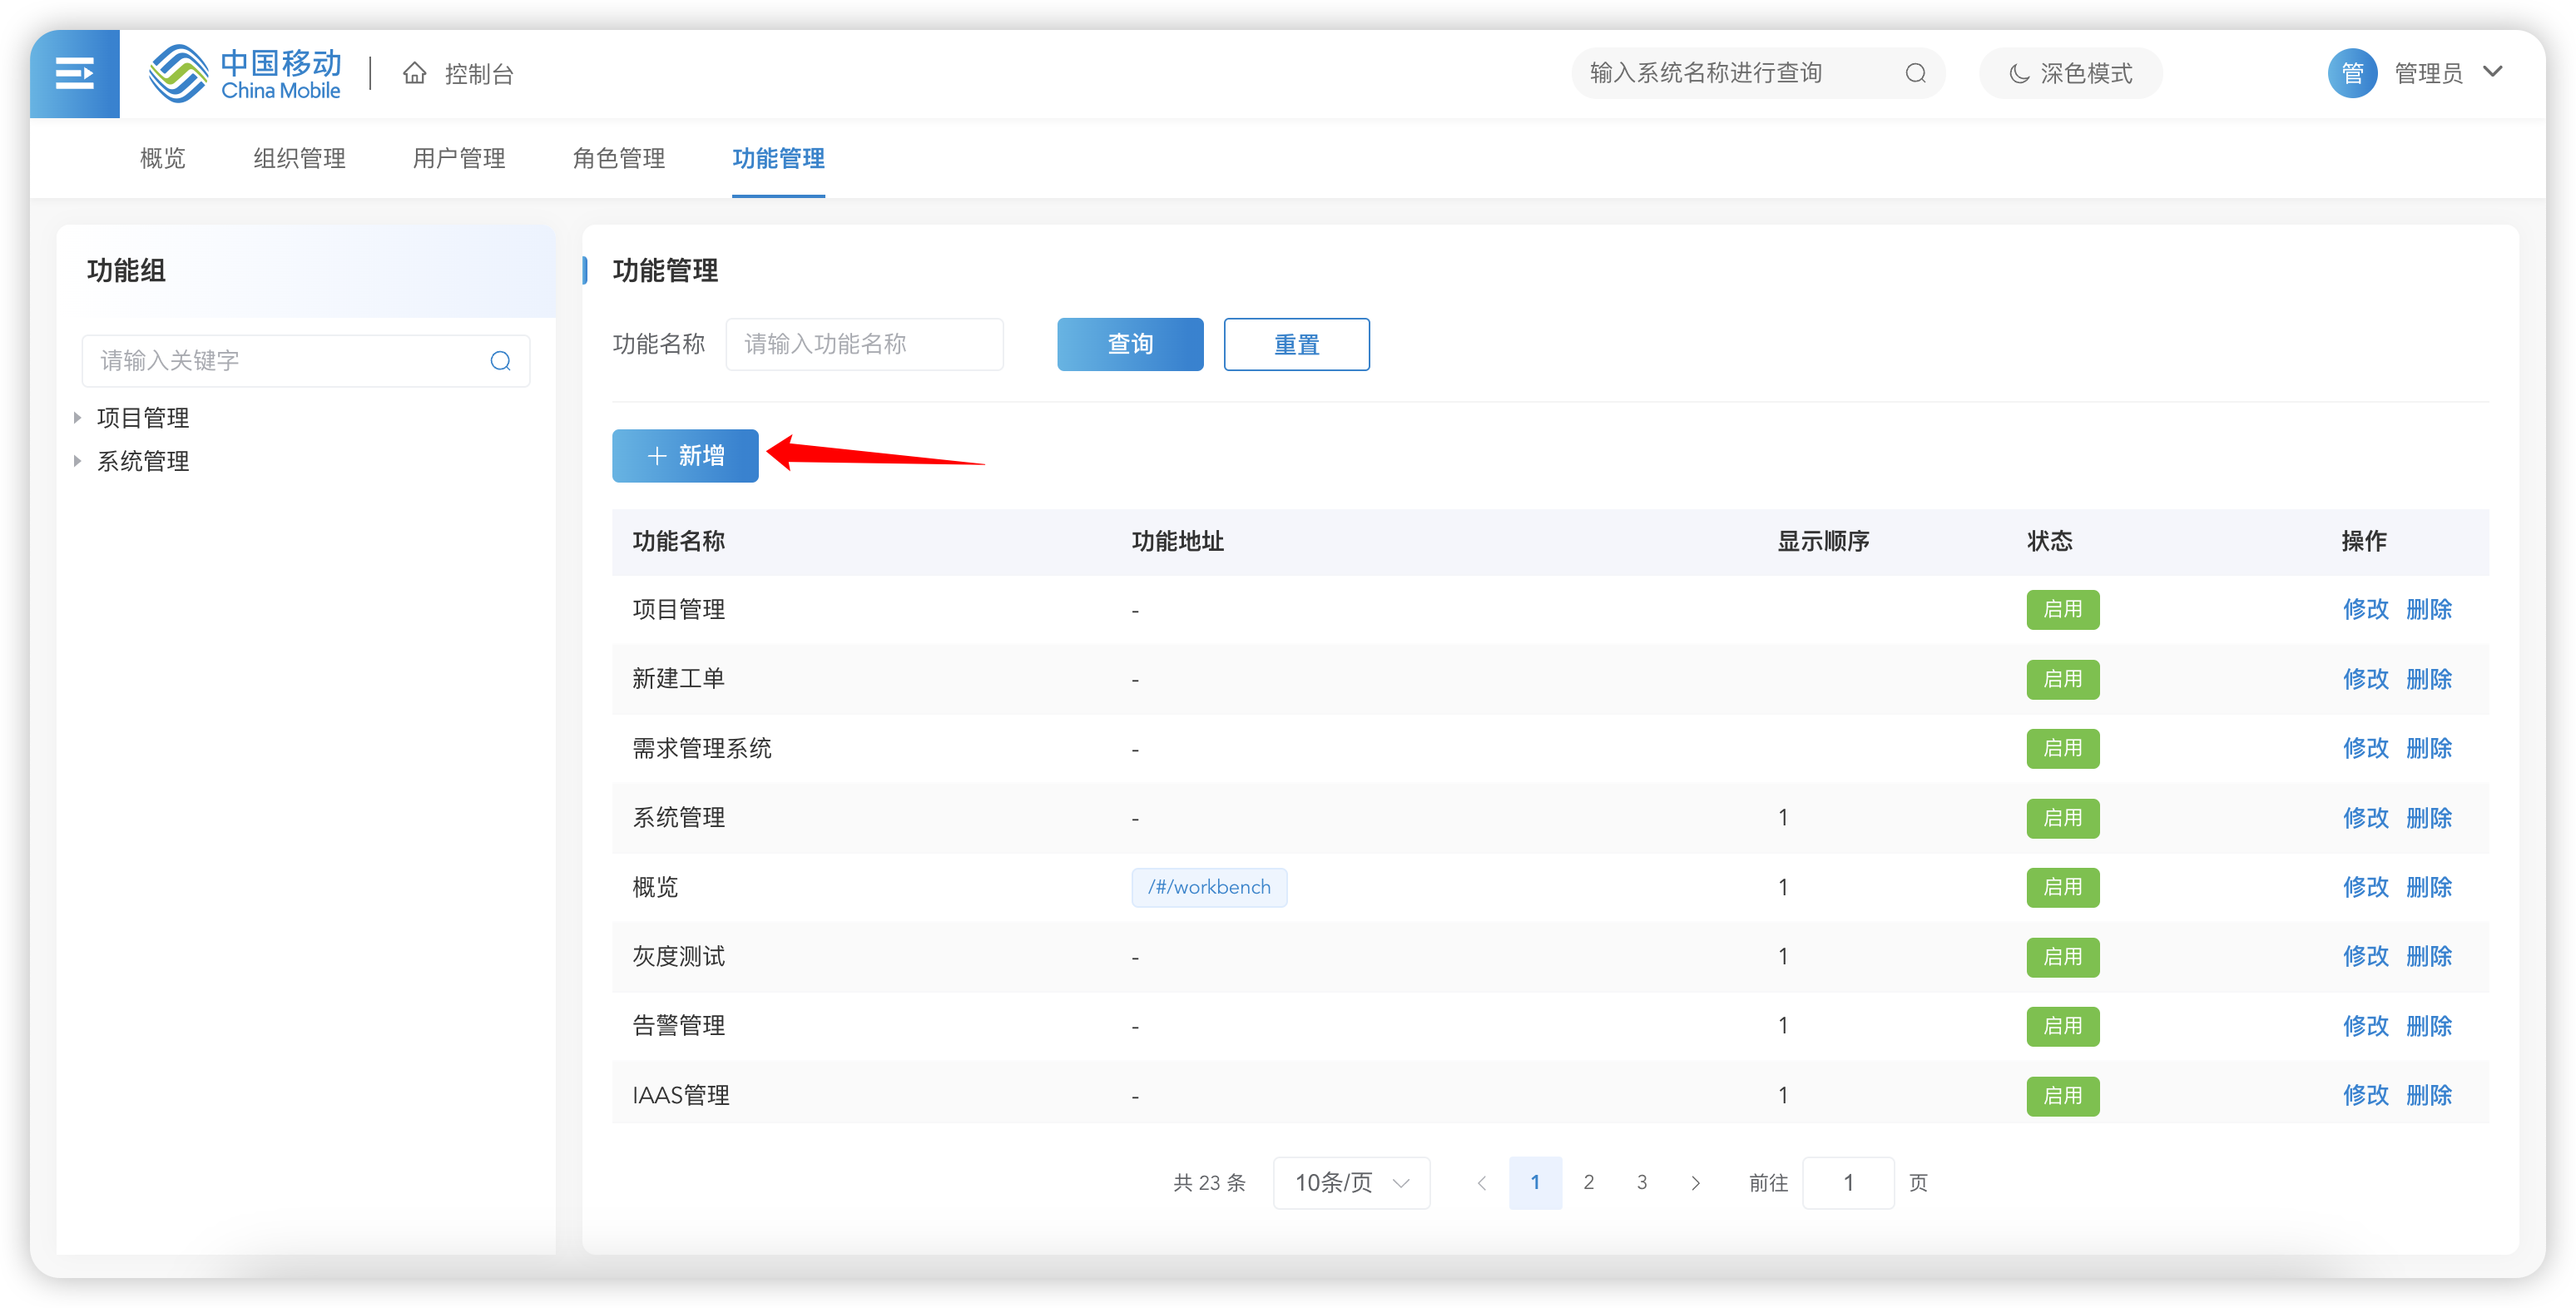 中国移动
China Mobile
控制台
输入系统名称进行查询
深色模式
管
管理员
概览 组织管理 用户管理 角色管理 功能管理
功能组
请输入关键字
项目管理
系统管理
功能管理
功能名称 请输入功能名称 查询 重置
新增
功能名称 功能地址 显示顺序 状态 操作
项目管理 - 启用 修改 删除
新建工单 - 启用 修改 删除
需求管理系统 - 启用 修改 删除
系统管理 - 1 启用 修改 删除
概览 /#/workbench 1 启用 修改 删除
灰度测试 - 1 启用 修改 删除
告警管理 - 1 启用 修改 删除
IAAS管理 - 1 启用 修改 删除
共 23 条 10条/页 1 2 3 前往 1 页